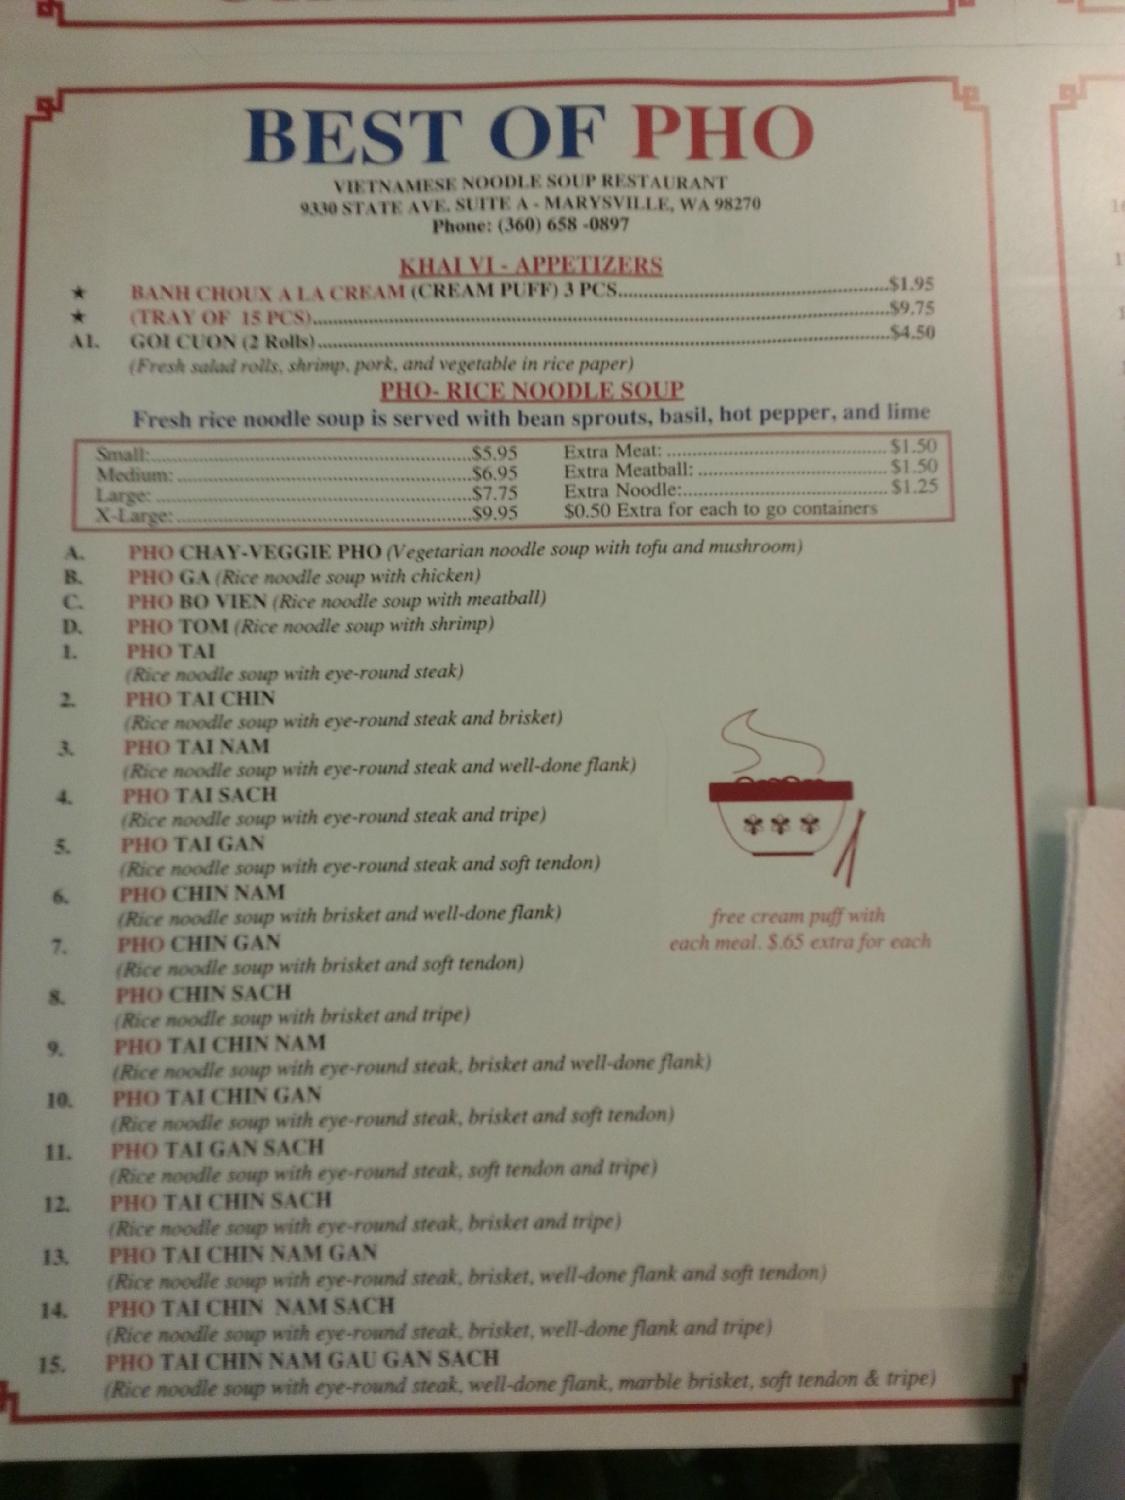 BEST OF PHO
VIETNAMESE NOODLE SOUP RESTAURANT
9330 STATE AVE. SUITE A - MARYSVILLE, WA 98270
Phone: (360) 658 -0897
KHAI VI - APPETIZERS
★ BANH CHOUX A LA CREAM (CREAM PUFF) 3 PCS....$1.95
★ (TRAY OF 15 PCS)....$9.75
A1. GOI CUON (2 Rolls)....$4.50
(Fresh salad rolls, shrimp, pork, and vegetable in rice paper)
PHO- RICE NOODLE SOUP
Fresh rice noodle soup is served with bean sprouts, basil, hot pepper, and lime
Small:....$5.95 Extra Meat: ....$1.50
Medium:....$6.95 Extra Meatball: ....$1.50
Large: ....$7.75 Extra Noodle:....$1.25
X-Large:....$9.95 $0.50 Extra for each to go containers
A. PHO CHAY-VEGGIE PHO (Vegetarian noodle soup with tofu and mushroom)
B. PHO GA (Rice noodle soup with chicken)
C. PHO BO VIEN (Rice noodle soup with meatball)
D. PHO TOM (Rice noodle soup with shrimp)
1. PHO TAI
(Rice noodle soup with eye-round steak)
2. PHO TAI CHIN
(Rice noodle soup with eye-round steak and brisket)
3. PHO TAI NAM
(Rice noodle soup with eye-round steak and well-done flank)
4. PHO TAI SACH
(Rice noodle soup with eye-round steak and tripe)
5. PHO TAI GAN
(Rice noodle soup with eye-round steak and soft tendon)
6. PHO CHIN NAM
(Rice noodle soup with brisket and well-done flank)
7. PHO CHIN GAN
(Rice noodle soup with brisket and soft tendon)
8. PHO CHIN SACH
(Rice noodle soup with brisket and tripe)
9. PHO TAI CHIN NAM
(Rice noodle soup with eye-round steak, brisket and well-done flank)
10. PHO TAI CHIN GAN
(Rice noodle soup with eye-round steak, brisket and soft tendon)
11. PHO TAI GAN SACH
(Rice noodle soup with eye-round steak, soft tendon and tripe)
12. PHO TAI CHIN SACH
(Rice noodle soup with eye-round steak, brisket and tripe)
13. PHO TAI CHIN NAM GAN
(Rice noodle soup with eye-round steak, brisket, well-done flank and soft tendon)
14. PHO TAI CHIN NAM SACH
(Rice noodle soup with eye-round steak, brisket, well-done flank and tripe)
15. PHO TAI CHIN NAM GAU GAN SACH
(Rice noodle soup with eye-round steak, well-done flank, marble brisket, soft tendon & tripe)
free cream puff with
each meal. $.65 extra for each